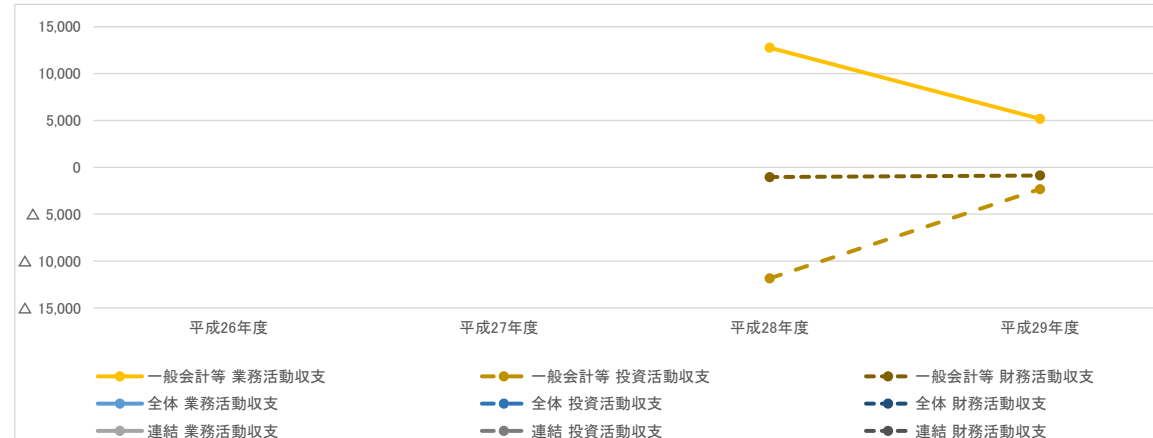 15,000
10,000
5,000
0
△ 5,000
△ 10,000
△ 15,000
平成26年度 平成27年度 平成28年度 平成29年度
一般会計等 業務活動収支 一般会計等 投資活動収支 一般会計等 財務活動収支
全体 業務活動収支 全体 投資活動収支 全体 財務活動収支
連結 業務活動収支 連結 投資活動収支 連結 財務活動収支